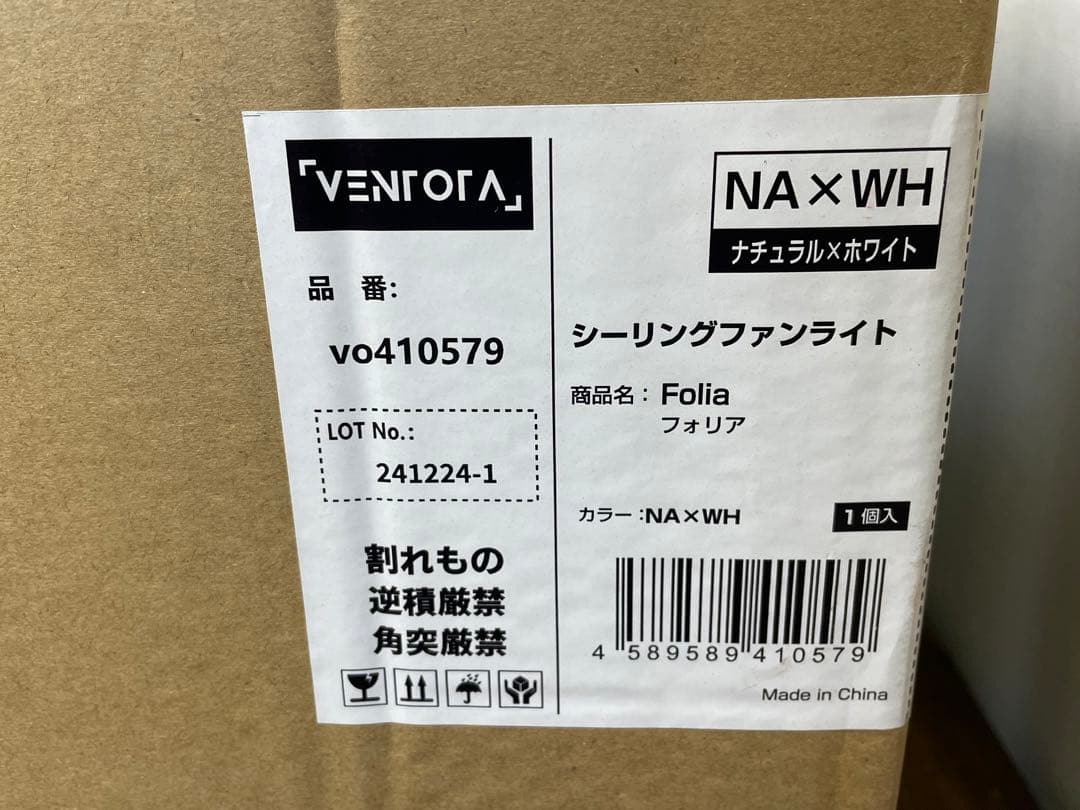 「VENTOTA」
品 番:
vo410579
LOT No.:
241224-1
割れもの
逆積厳禁
角突厳禁
NA×WH
ナチュラル×ホワイト
シーリングファンライト
商品名: Folia
フォリア
カラー:NA×WH
1個入
4 589589 410579
Made in China